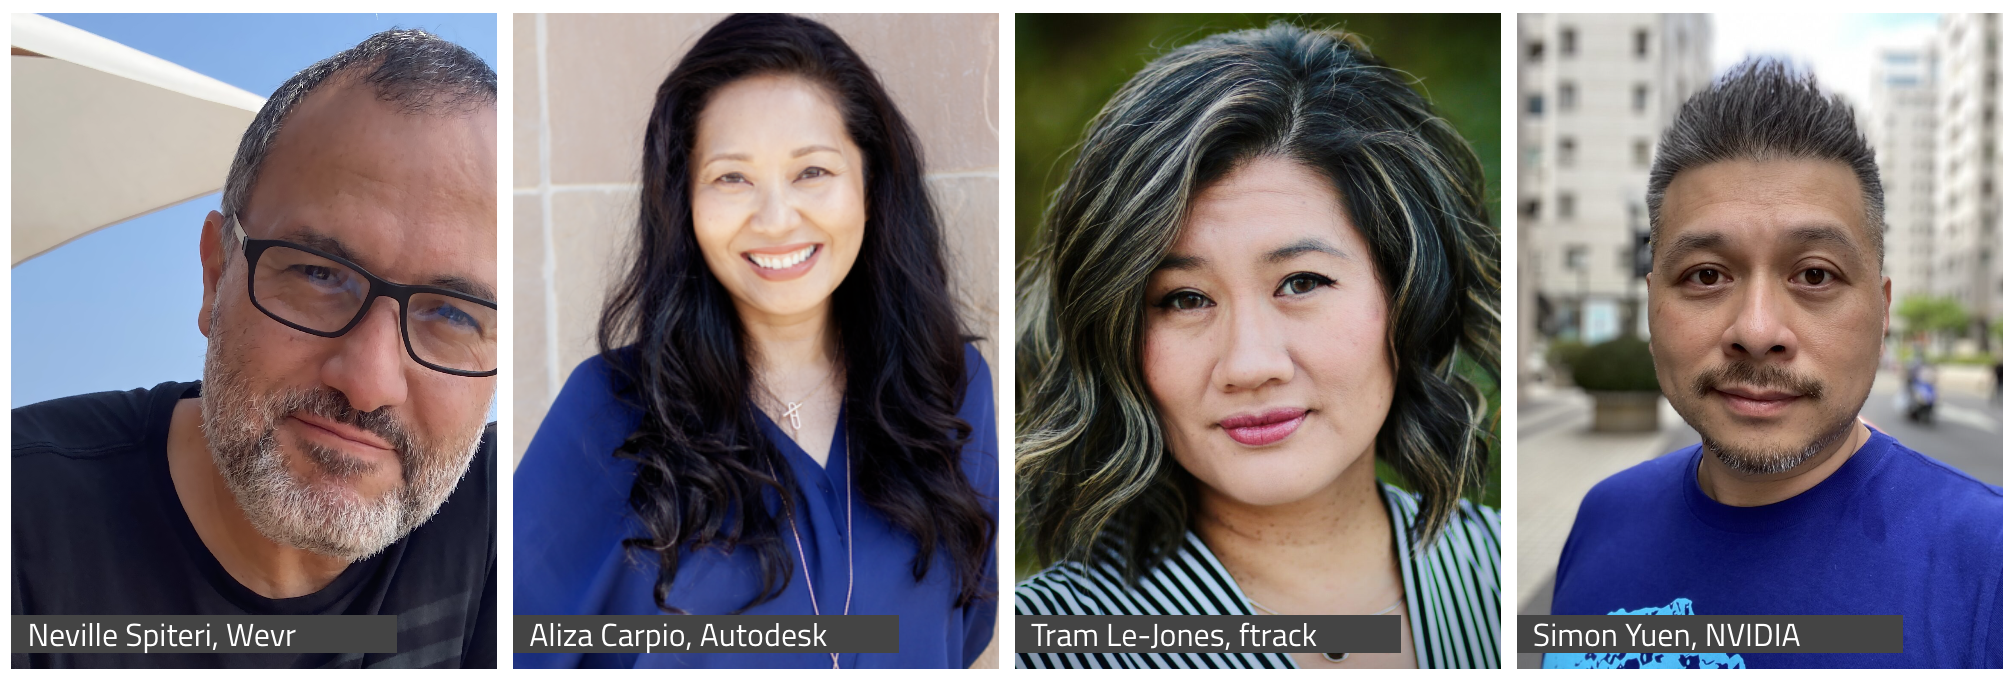 Neville Spiteri, Wevr
Aliza Carpio, Autodesk
Tram Le-Jones, ftrack
Simon Yuen, NVIDIA